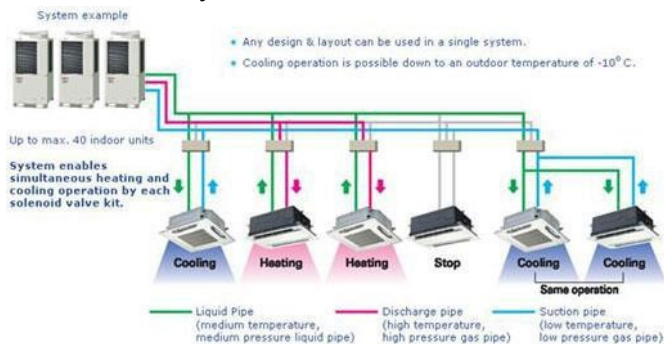 System example
• Any design & layout can be used in a single system.
• Cooling operation is possible down to an outdoor temperature of -10⁰ C.
Up to max. 40 indoor units
System enables
simultaneous heating and
cooling operation by each
solenoid valve kit.
Cooling
Heating
Heating
Stop
Cooling
Cooling
Same operation
Liquid Pipe
(medium temperature,
medium pressure liquid pipe)
Discharge pipe
(high temperature,
high pressure gas pipe)
Suction pipe
(low temperature,
low pressure gas pipe)